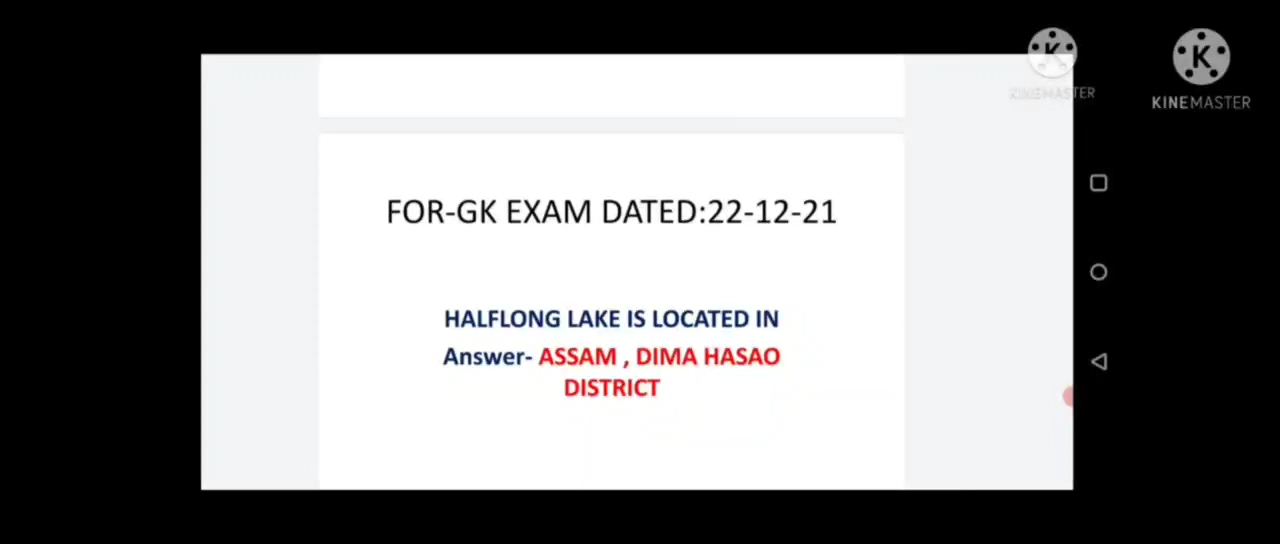 KINEMASTER
KINEMASTER
FOR-GK EXAM DATED:22-12-21
HALFLONG LAKE IS LOCATED IN
Answer- ASSAM , DIMA HASAO
DISTRICT